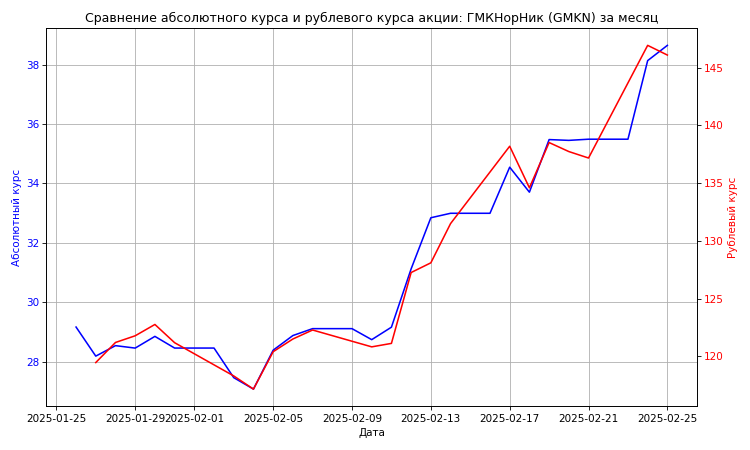 Сравнение абсолютного курса и рублевого курса акции: ГМКНорНик (GMKN) за месяц
38
36
34
32
30
28
Абсолютный курс
145
140
135
130
125
120
Рублевый курс
2025-01-25 2025-01-29 2025-02-01 2025-02-05 2025-02-09 2025-02-13 2025-02-17 2025-02-21 2025-02-25
Дата